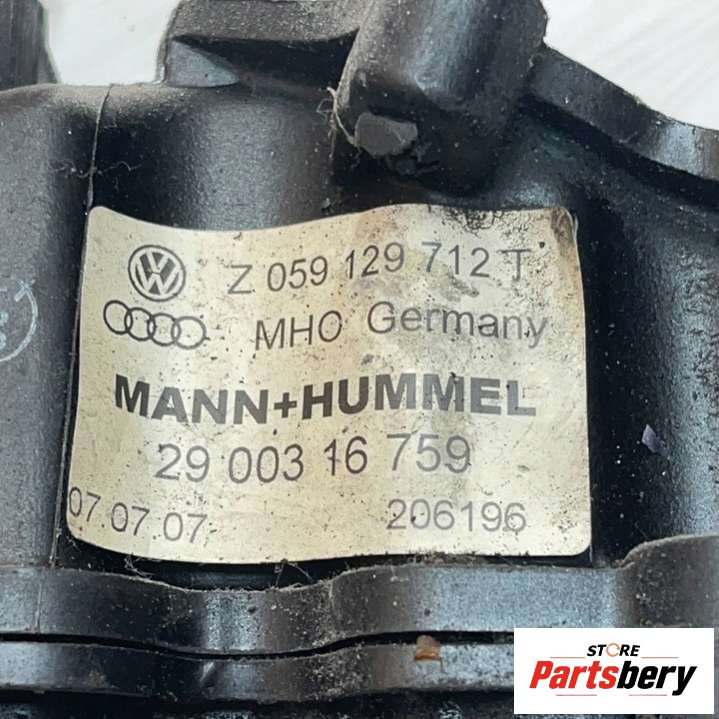 Z 059 129 712 T
MHO Germany
MANN+HUMMEL
29 003 16 759
07.07.07
206196
STORE
Partsbery